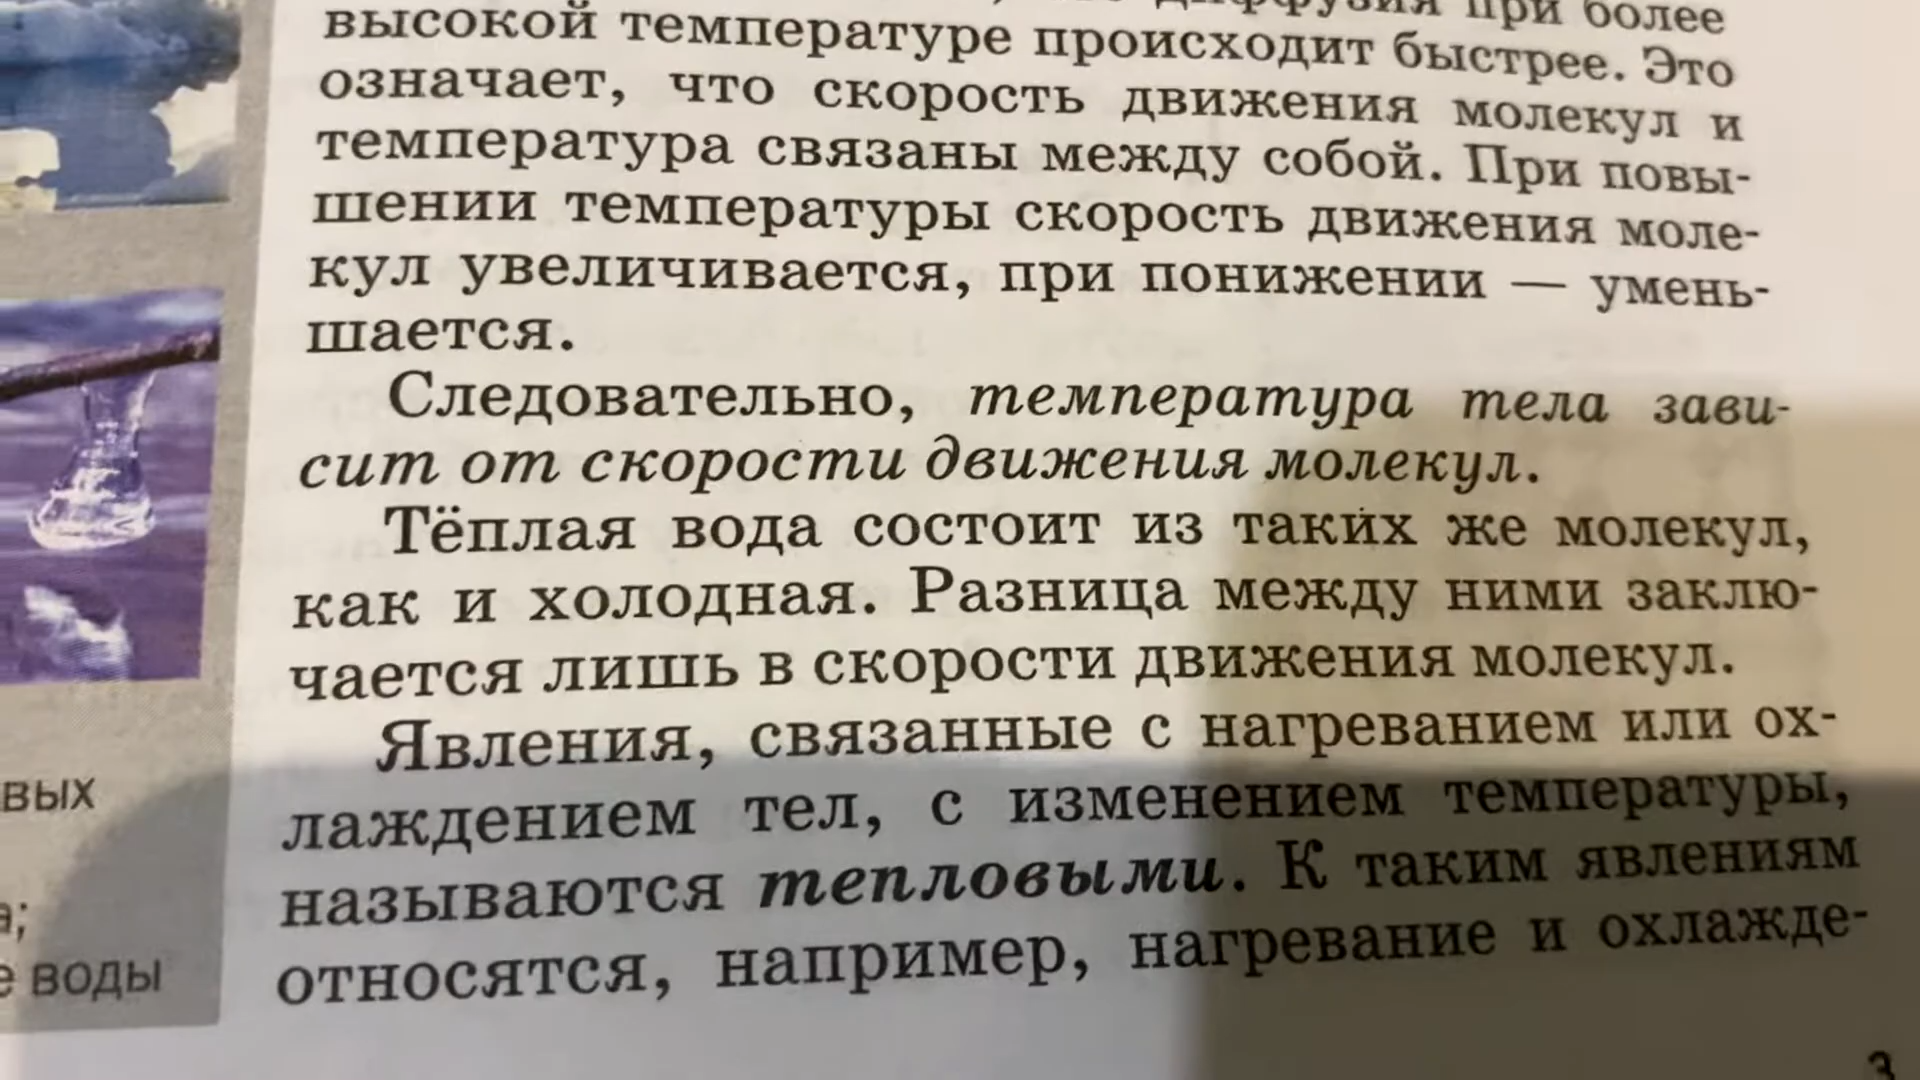 диффузия при более
высокой температуре происходит быстрее. Это
означает, что скорость движения молекул и
температура связаны между собой. При повы-
шении температуры скорость движения моле-
кул увеличивается, при понижении — умень-
шается.
Следовательно, температура тела зави-
сит от скорости движения молекул.
Тёплая вода состоит из таких же молекул,
как и холодная. Разница между ними заклю-
чается лишь в скорости движения молекул.
Явления, связанные с нагреванием или ох-
лаждением тел, с изменением температуры,
называются тепловыми. К таким явлениям
относятся, например, нагревание и охлажде-
вых
а;
е воды
3